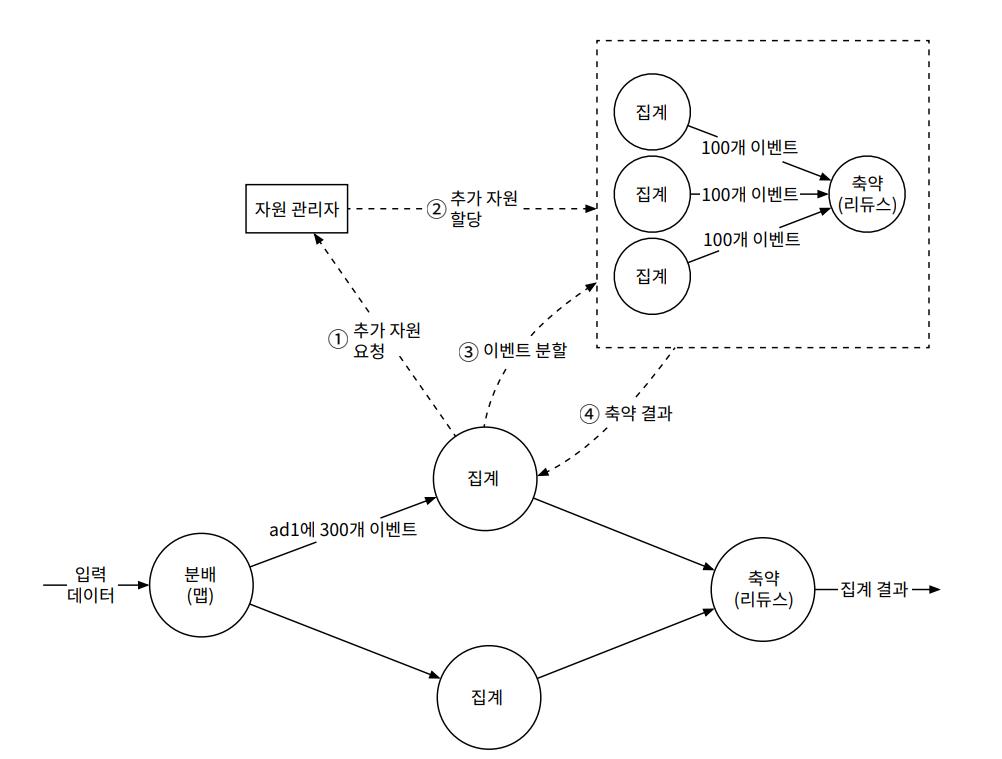 집계
100개 이벤트
집계
100개 이벤트
축약
(리듀스)
집계
100개 이벤트
자원 관리자
② 추가 자원
할당
① 추가 자원
요청
③ 이벤트 분할
④ 축약 결과
집계
ad1에 300개 이벤트
입력
데이터
분배
(맵)
축약
(리듀스)
집계 결과
집계